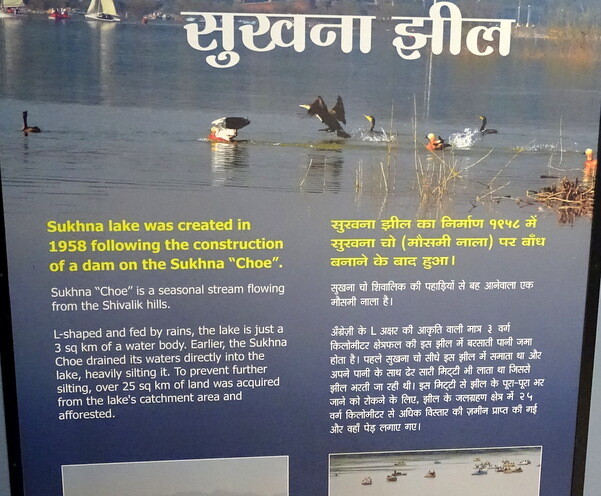 सुखना झील
Sukhna lake was created in
1958 following the construction
of a dam on the Sukhna “Choe”.
Sukhna “Choe” is a seasonal stream flowing
from the Shivalik hills.
L-shaped and fed by rains, the lake is just a
3 sq km of a water body. Earlier, the Sukhna
Choe drained its waters directly into the
lake, heavily silting it. To prevent further
silting, over 25 sq km of land was acquired
from the lake's catchment area and
afforested.
सुखना झील का निर्माण १९५८ में
सुखना चो (मौसमी नाला) पर बाँध
बनाने के बाद हुआ।
सुखना चो शिवालिक की पहाड़ियों से बह आनेवाला एक
मौसमी नाला है।
अँग्रेज़ी के L अक्षर की आकृति वाली मात्र ३ वर्ग
किलोमीटर क्षेत्रफल की इस झील में बरसाती पानी जमा
होता है। पहले सुखना चो सीधे इस झील में समाता था और
अपने पानी के साथ ढेर सारी मिट्टी भी लाता था जिससे
झील भरती जा रही थी। इस मिट्टी से झील के पूरा-पूरा भर
जाने को रोकने के लिए, झील के जलग्रहण क्षेत्र में २५
वर्ग किलोमीटर से अधिक विस्तार की ज़मीन प्राप्त की गई
और वहाँ पेड़ लगाए गए।